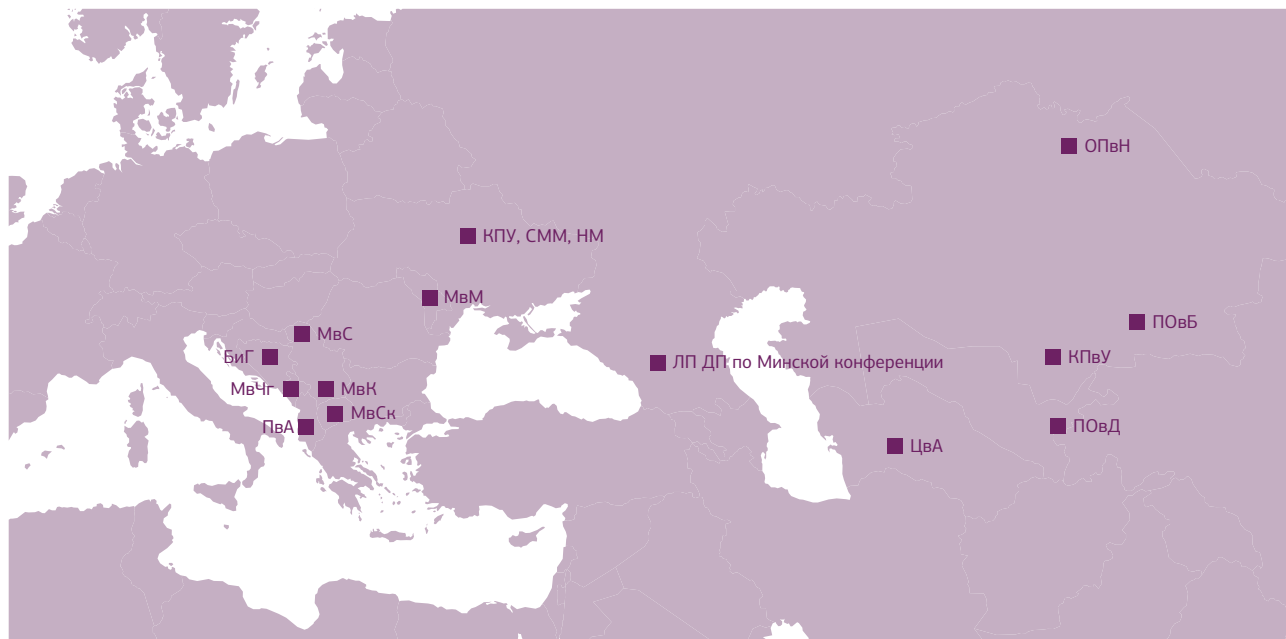 ОПвН
КПУ, СММ, НМ
МвМ
ПОвБ
МвС
БиГ
КПвУ
ЛП ДП по Минской конференции
МвЧг
МвК
МвСк
ПвА
ПОвД
ЦвА